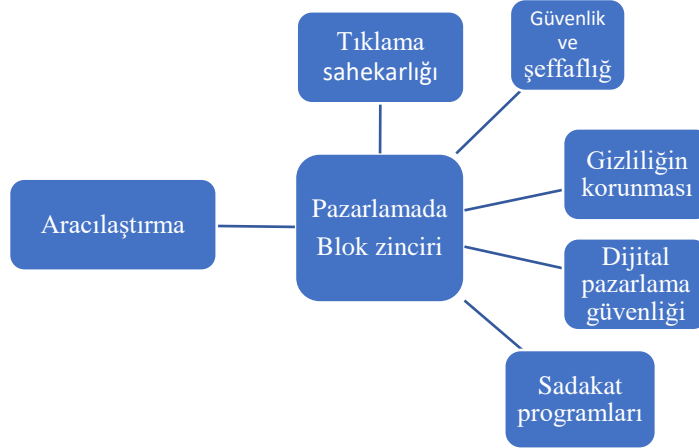 Tıklama
sahekarlığı
Güvenlik
ve
şeffaflığ
Gizliliğin
korunması
Aracılaştırma
Pazarlamada
Blok zinciri
Dijital
pazarlama
güvenliği
Sadakat
programları